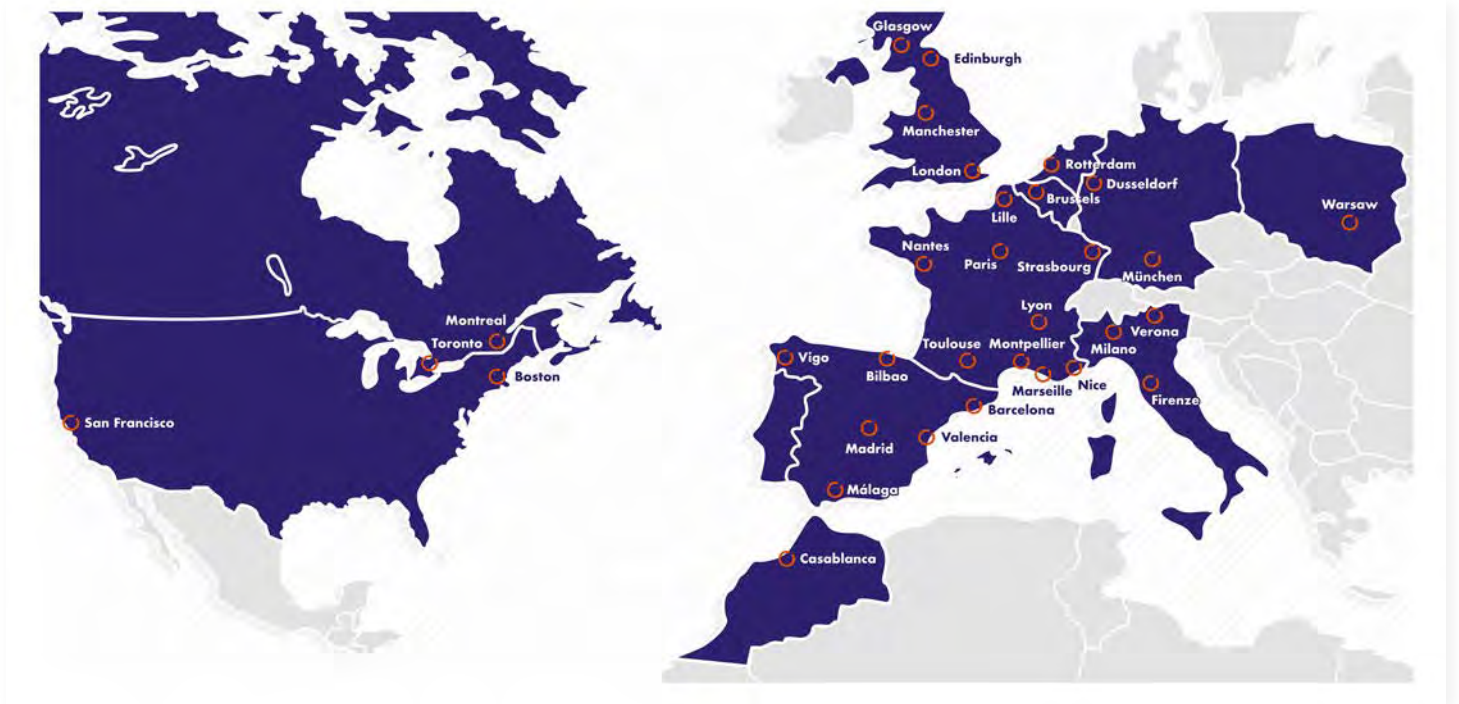 Montreal
Toronto
Boston
San Francisco
Glasgow
Edinburgh
Manchester
London
Rotterdam
Dusseldorf
Brussels
Lille
Warsaw
Nantes
Paris
Strasbourg
München
Lyon
Verona
Milano
Toulouse
Montpellier
Vigo
Bilbao
Marseille
Nice
Firenze
Barcelona
Madrid
Valencia
Málaga
Casablanca